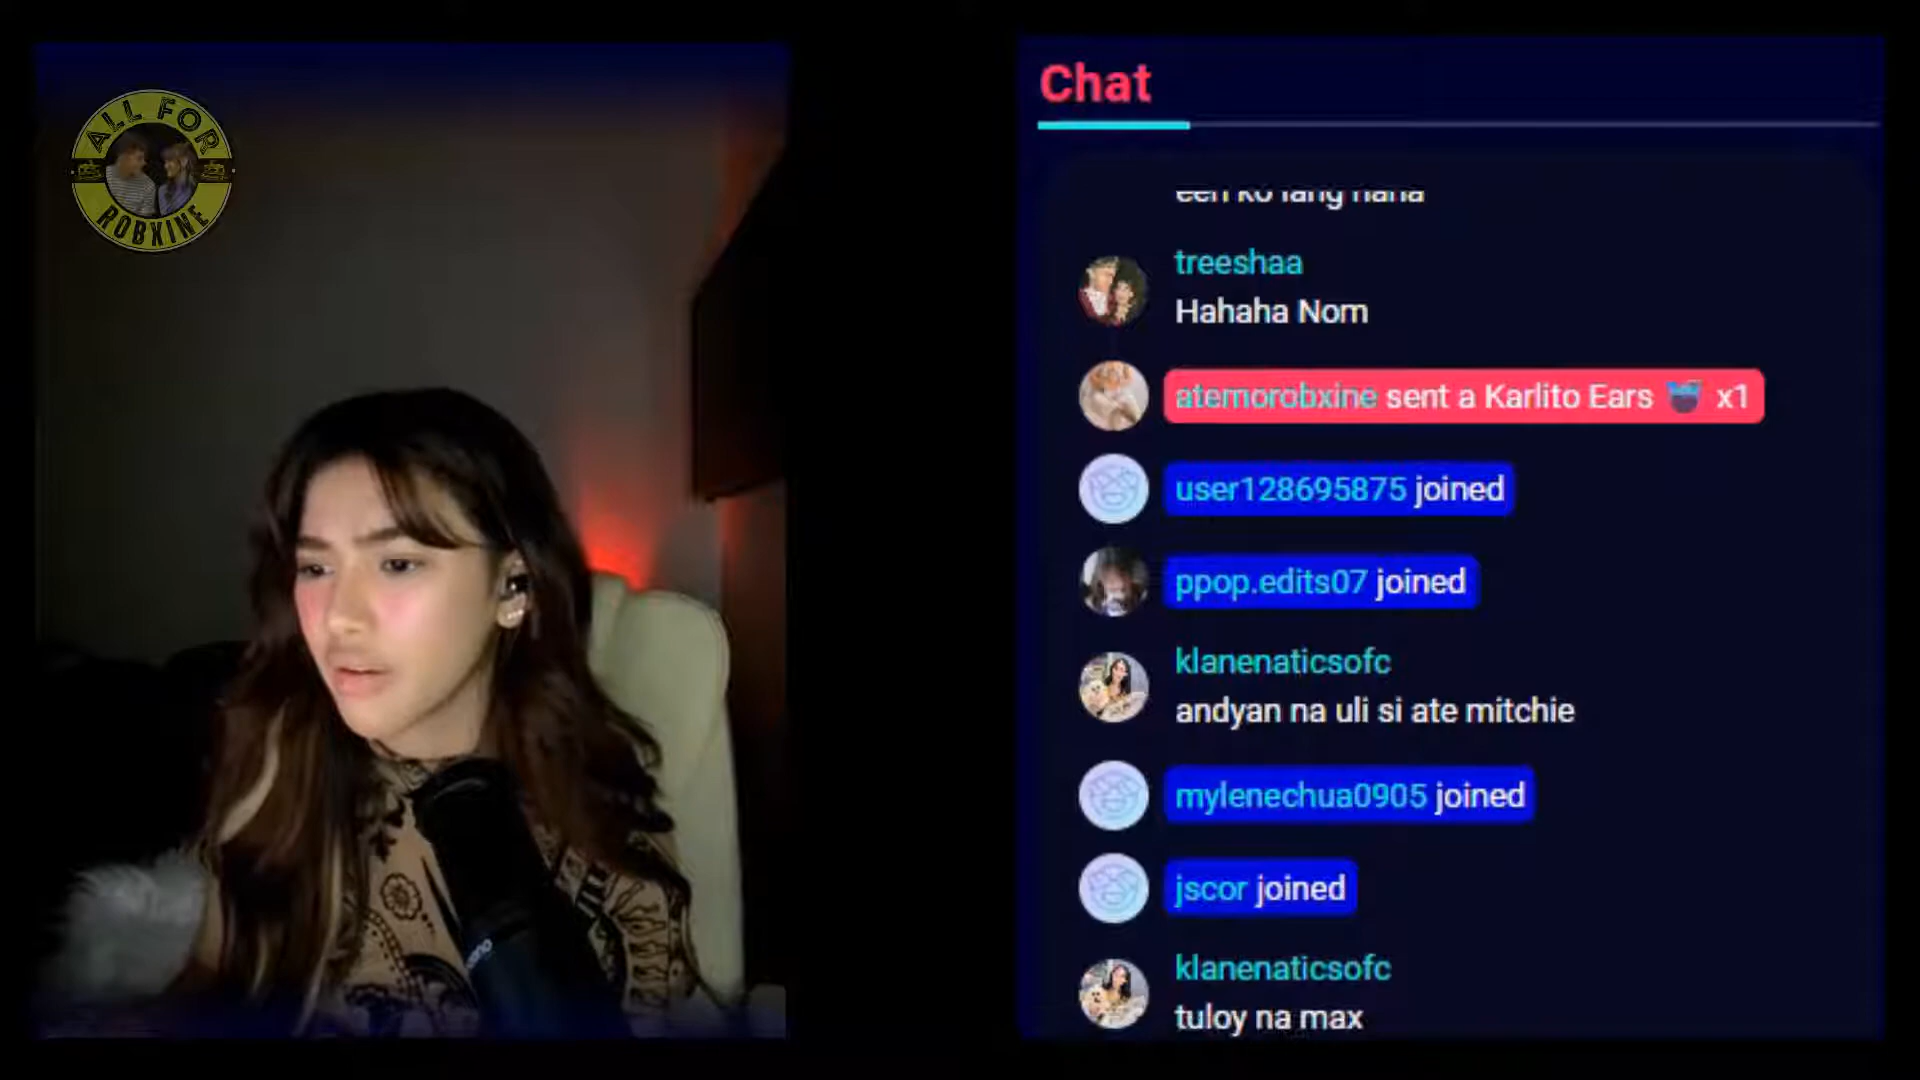 ALL FOR
ROBXINE
Chat
treeshaa
Hahaha Nom
atemorobxine sent a Karlito Ears x1
user128695875 joined
ppop.edits07 joined
klanenaticsofc
andyan na uli si ate mitchie
mylenechua0905 joined
jscor joined
klanenaticsofc
tuloy na max